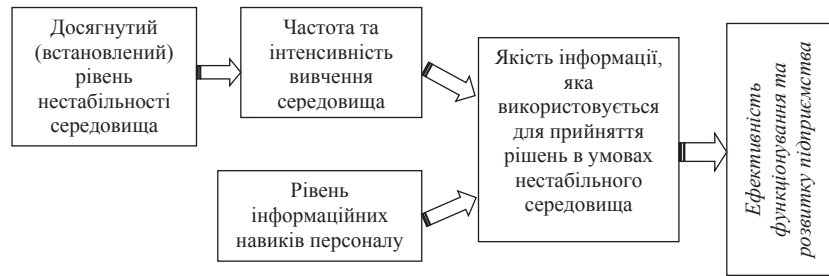 Досягнутий
(встановлений)
рівень
нестабільності
середовища
Частота та
інтенсивність
вивчення
середовища
Рівень
інформаційних
навиків персоналу
Якість інформації,
яка
використовується
для прийняття
рішень в умовах
нестабільного
середовища
Ефективність
функціонування та
розвитку підприємства